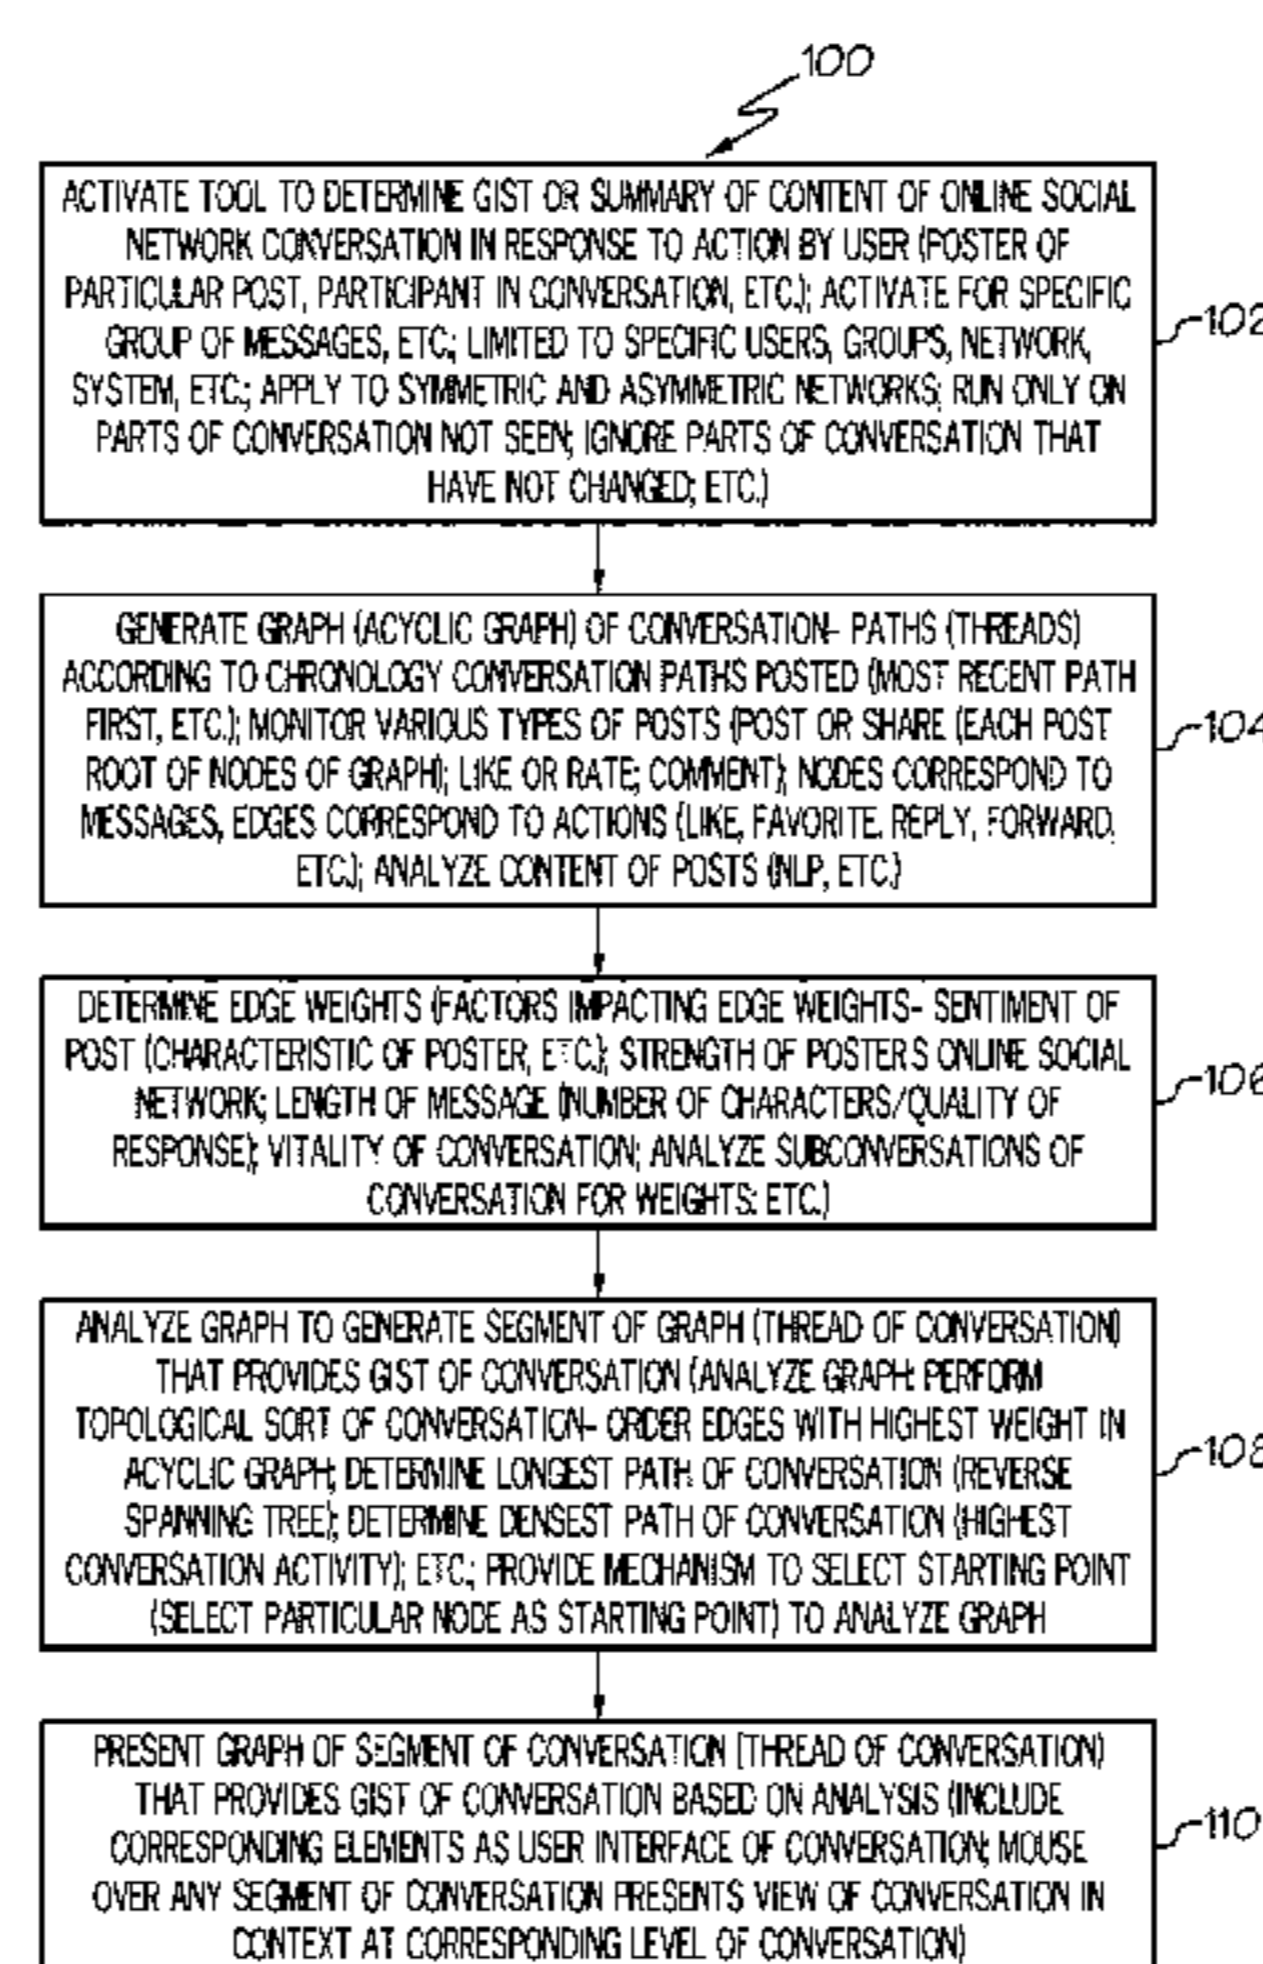 100
ACTIVATE TOOL TO DETERMINE GIST OR SUMMARY OF CONTENT OF ONLINE SOCIAL
NETWORK CONVERSATION IN RESPONSE TO ACTION BY USER (POSTER OF
PARTICULAR POST, PARTICIPANT IN CONVERSATION, ETC.); ACTIVATE FOR SPECIFIC
GROUP OF MESSAGES, ETC.; LIMITED TO SPECIFIC USERS, GROUPS, NETWORK,
SYSTEM, ETC.; APPLY TO SYMMETRIC AND ASYMMETRIC NETWORKS; RUN ONLY ON
PARTS OF CONVERSATION NOT SEEN; IGNORE PARTS OF CONVERSATION THAT
HAVE NOT CHANGED; ETC.)
102
GENERATE GRAPH (ACYCLIC GRAPH) OF CONVERSATION- PATHS (THREADS)
ACCORDING TO CHRONOLOGY CONVERSATION PATHS POSTED (MOST RECENT PATH
FIRST, ETC.); MONITOR VARIOUS TYPES OF POSTS (POST OR SHARE (EACH POST
ROOT OF NODES OF GRAPH); LIKE OR RATE; COMMENT); NODES CORRESPOND TO
MESSAGES, EDGES CORRESPOND TO ACTIONS (LIKE, FAVORITE, REPLY, FORWARD,
ETC.); ANALYZE CONTENT OF POSTS (NLP, ETC.)
104
DETERMINE EDGE WEIGHTS (FACTORS IMPACTING EDGE WEIGHTS- SENTIMENT OF
POST (CHARACTERISTIC OF POSTER, ETC.); STRENGTH OF POSTERS ONLINE SOCIAL
NETWORK; LENGTH OF MESSAGE (NUMBER OF CHARACTERS/QUALITY OF
RESPONSE); VITALITY OF CONVERSATION; ANALYZE SUBCONVERSATIONS OF
CONVERSATION FOR WEIGHTS; ETC.)
106
ANALYZE GRAPH TO GENERATE SEGMENT OF GRAPH (THREAD OF CONVERSATION)
THAT PROVIDES GIST OF CONVERSATION (ANALYZE GRAPH: PERFORM
TOPOLOGICAL SORT OF CONVERSATION- ORDER EDGES WITH HIGHEST WEIGHT IN
ACYCLIC GRAPH; DETERMINE LONGEST PATH OF CONVERSATION (REVERSE
SPANNING TREE); DETERMINE DENSEST PATH OF CONVERSATION (HIGHEST
CONVERSATION ACTIVITY); ETC.; PROVIDE MECHANISM TO SELECT STARTING POINT
(SELECT PARTICULAR NODE AS STARTING POINT) TO ANALYZE GRAPH
108
PRESENT GRAPH OF SEGMENT OF CONVERSATION (THREAD OF CONVERSATION)
THAT PROVIDES GIST OF CONVERSATION BASED ON ANALYSIS (INCLUDE
CORRESPONDING ELEMENTS AS USER INTERFACE OF CONVERSATION; MOUSE
OVER ANY SEGMENT OF CONVERSATION PRESENTS VIEW OF CONVERSATION IN
CONTEXT AT CORRESPONDING LEVEL OF CONVERSATION)
110